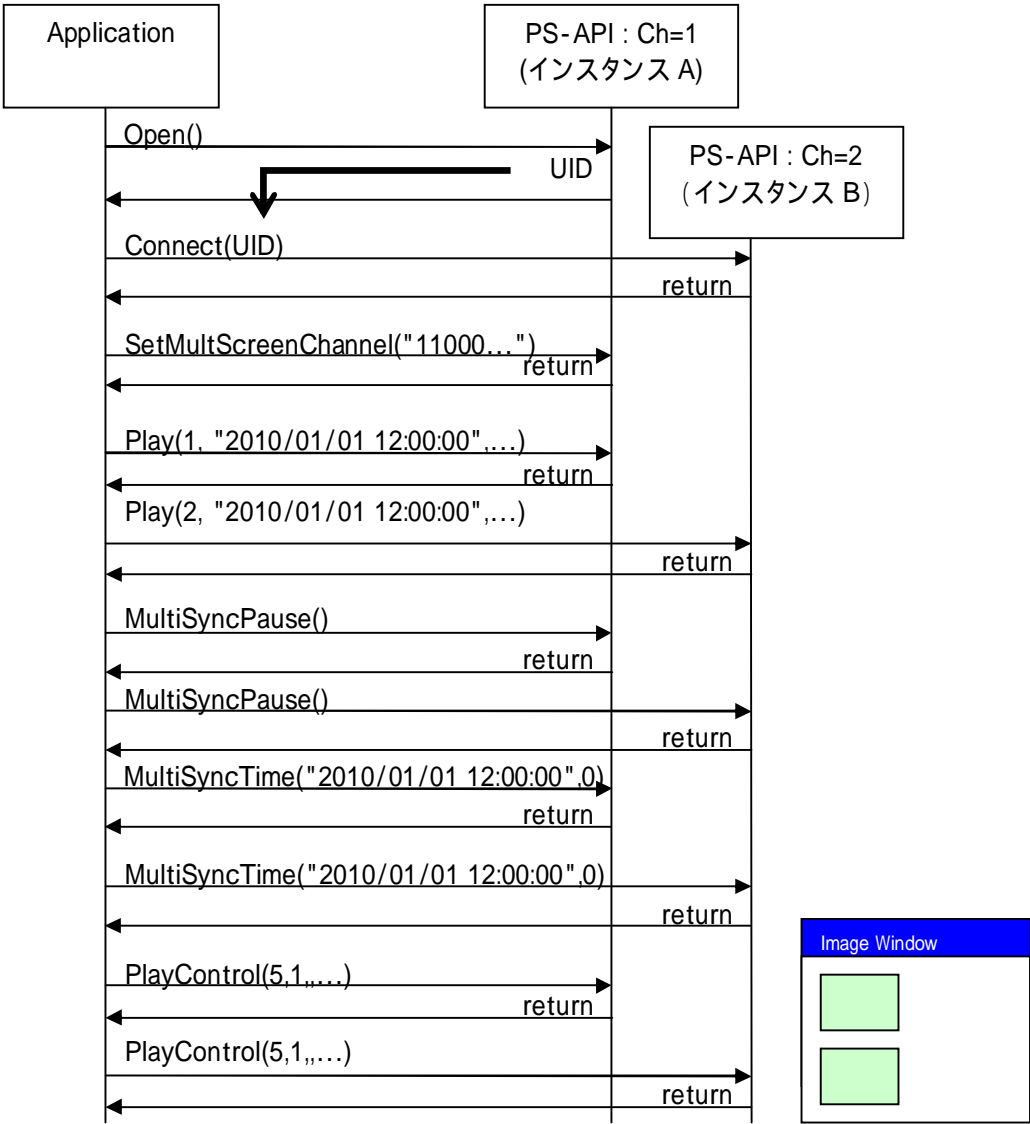 Application
PS-API : Ch=1
(インスタンス A)
PS-API : Ch=2
(インスタンス B)
Open()
UID
Connect(UID)
return
SetMultScreenChannel("11000...")
return
Play(1, "2010/01/01 12:00:00",...)
return
Play(2, "2010/01/01 12:00:00",...)
return
MultiSyncPause()
return
MultiSyncPause()
return
MultiSyncTime("2010/01/01 12:00:00",0)
return
MultiSyncTime("2010/01/01 12:00:00",0)
return
PlayControl(5,1,,...)
return
PlayControl(5,1,,...)
return
Image Window